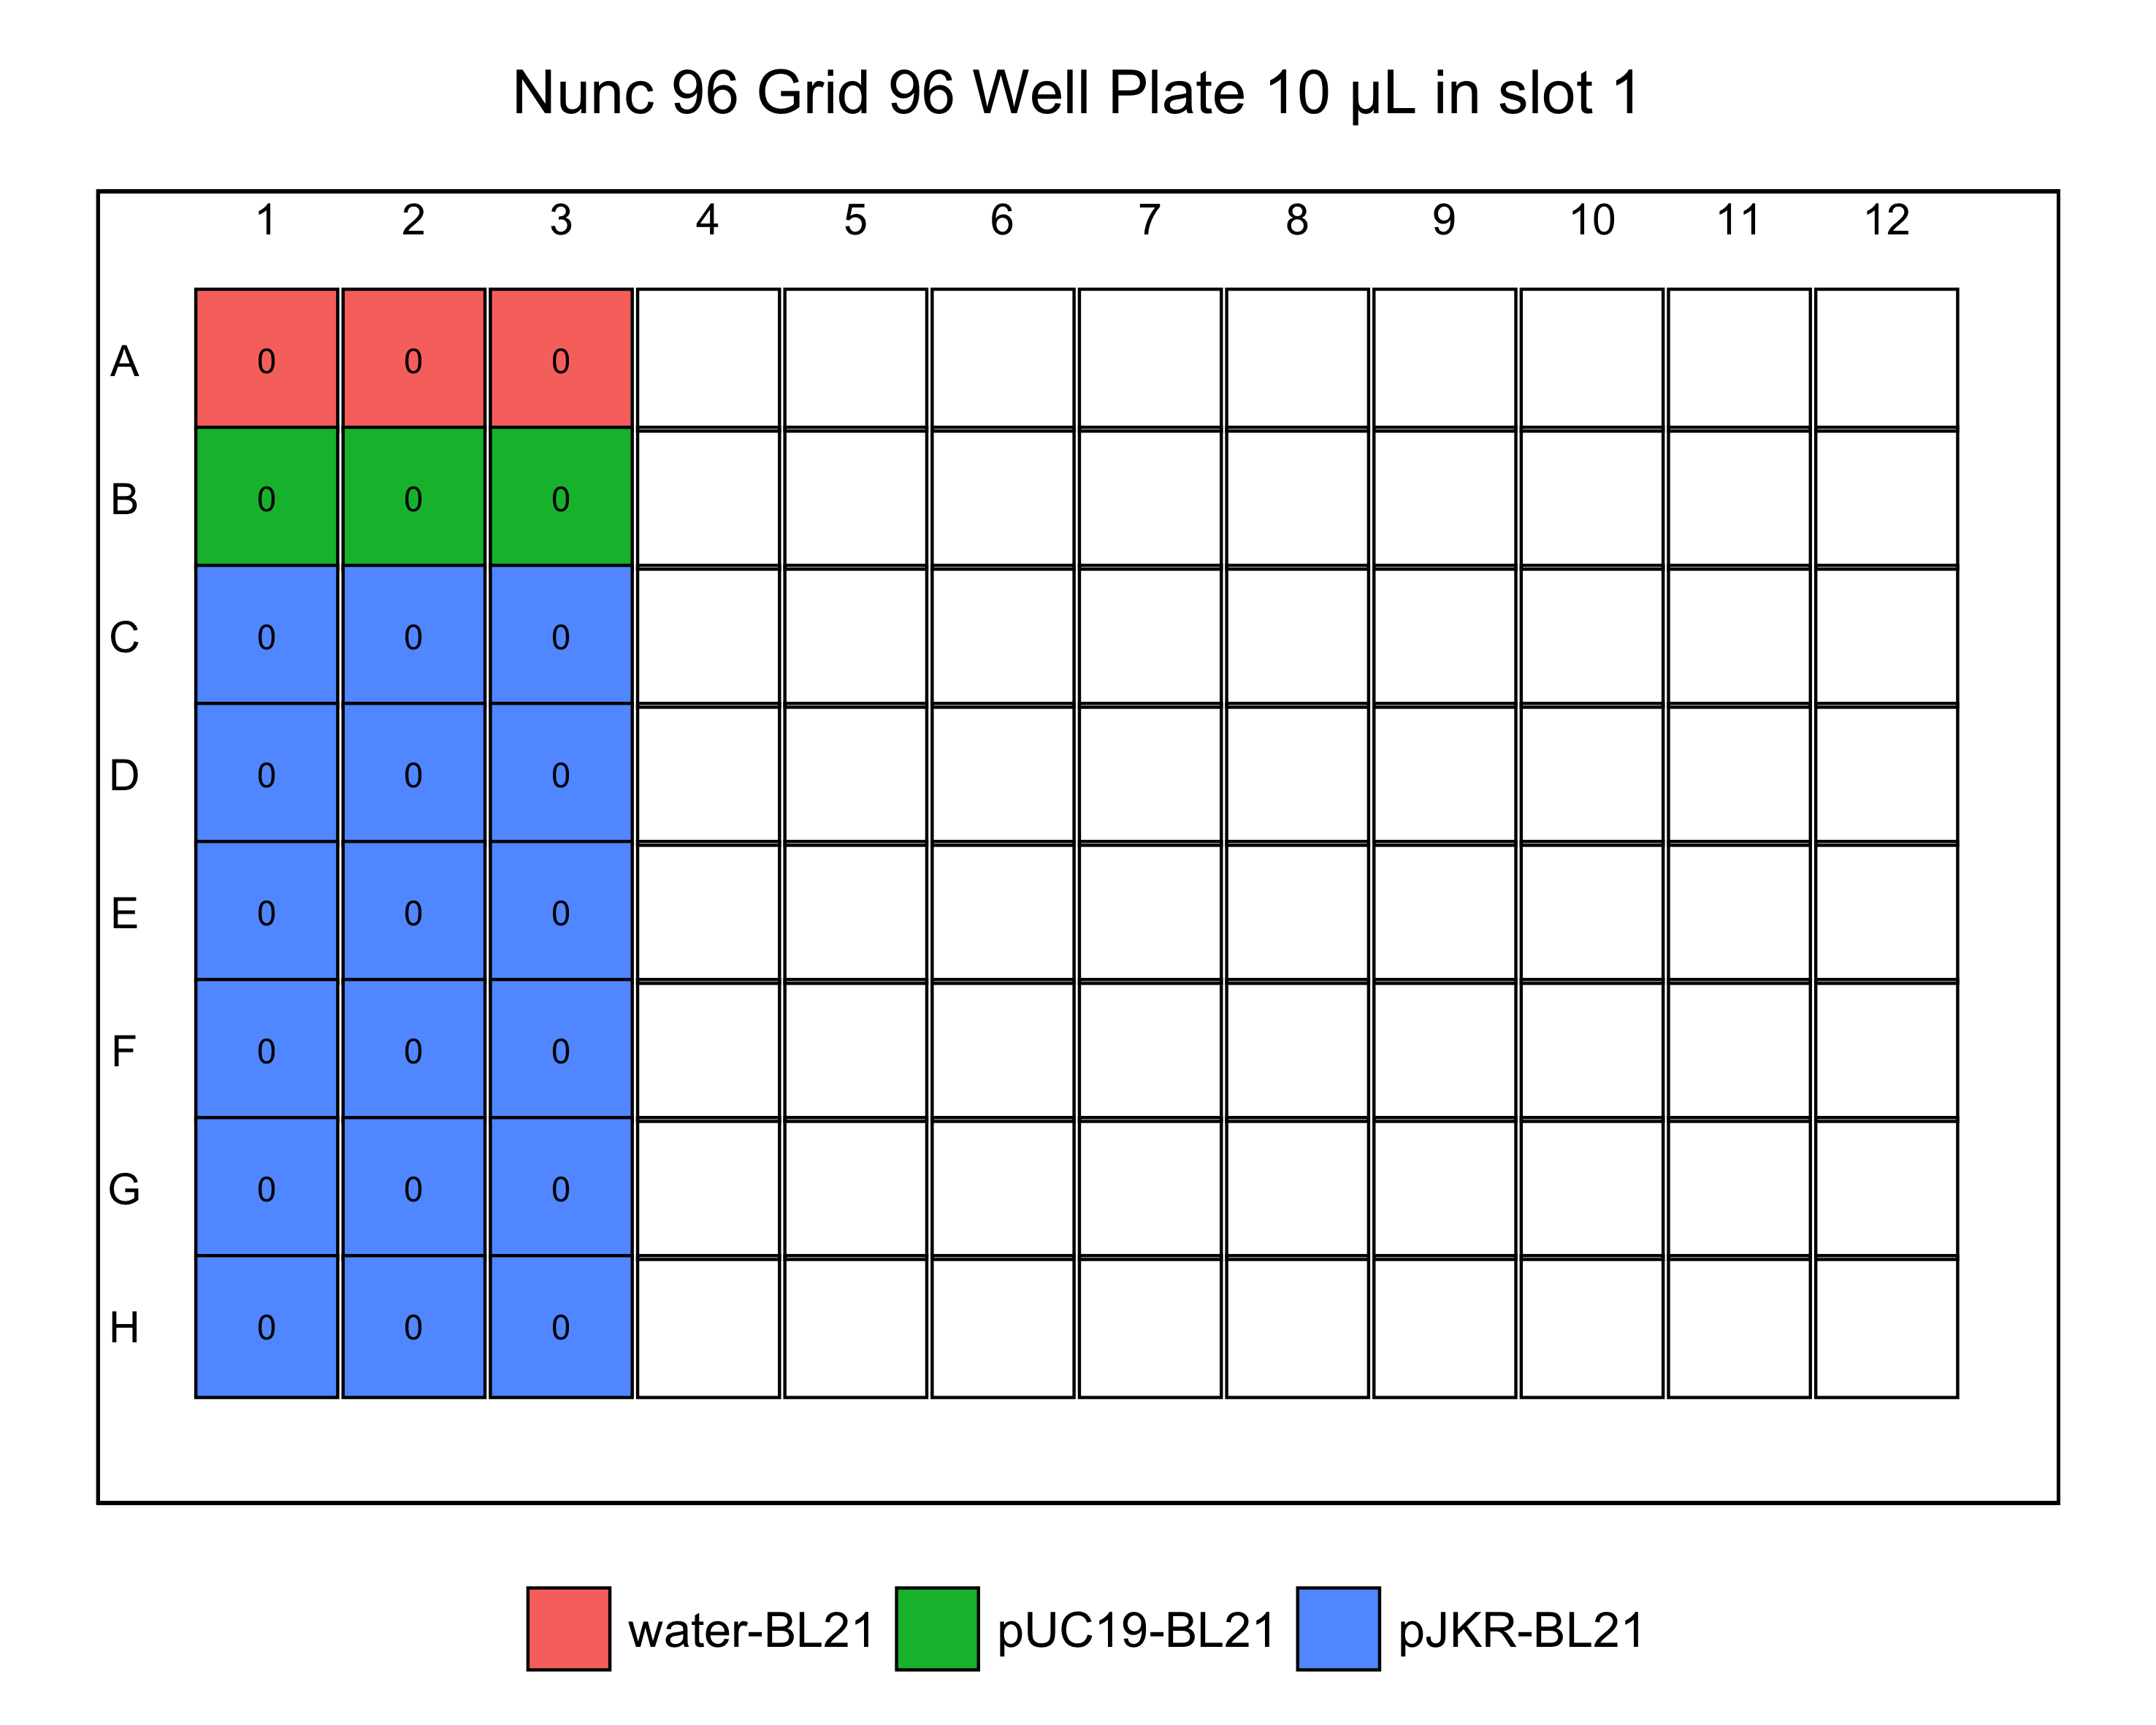 Nunc 96 Grid 96 Well Plate 10 µL in slot 1
1 2 3 4 5 6 7 8 9 10 11 12
A 0 0 0
B 0 0 0
C 0 0 0
D 0 0 0
E 0 0 0
F 0 0 0
G 0 0 0
H 0 0 0
water-BL21 pUC19-BL21 pJKR-BL21